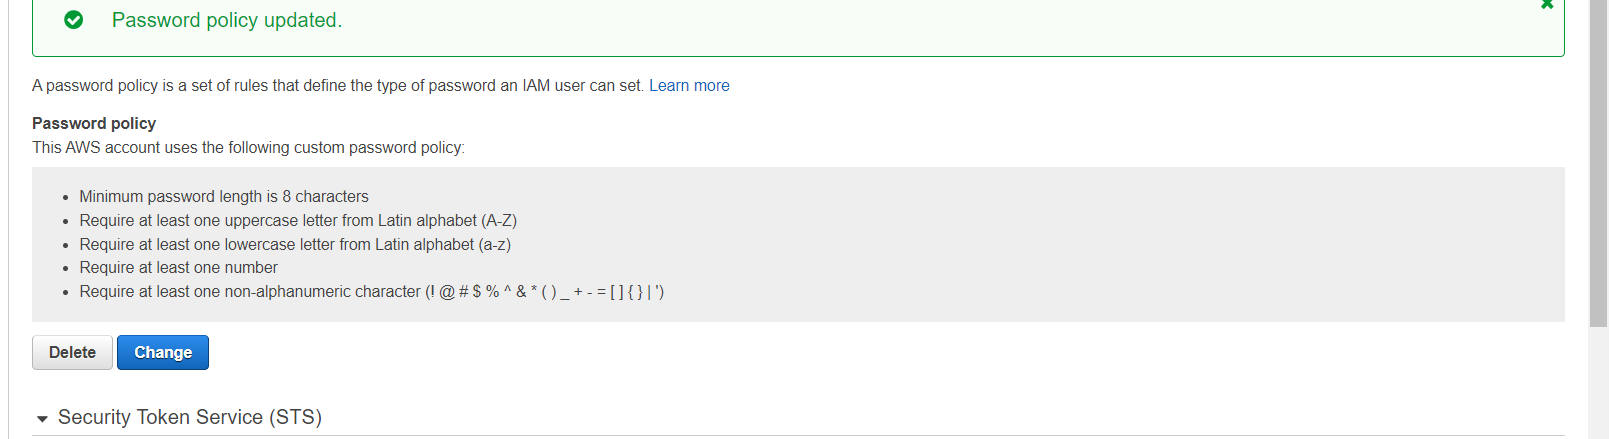 Password policy updated.
A password policy is a set of rules that define the type of password an IAM user can set. Learn more
Password policy
This AWS account uses the following custom password policy:
• Minimum password length is 8 characters
• Require at least one uppercase letter from Latin alphabet (A-Z)
• Require at least one lowercase letter from Latin alphabet (a-z)
• Require at least one number
• Require at least one non-alphanumeric character (! @ # $ % ^ & * ( ) _ + - = [ ] { } | ')
Delete Change
Security Token Service (STS)